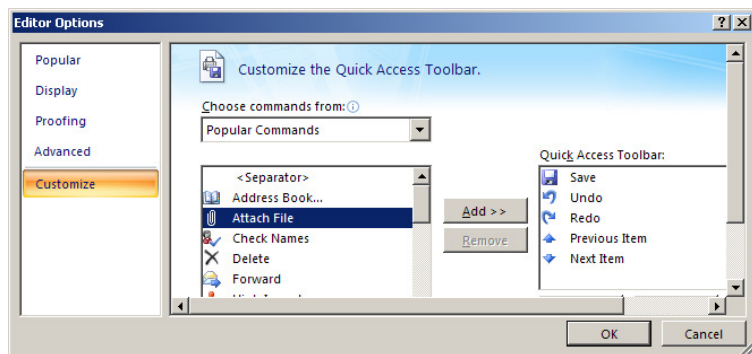 Editor Options
Popular
Display
Proofing
Advanced
Customize
Customize the Quick Access Toolbar.
Choose commands from:
Popular Commands
<Separator>
Address Book...
Attach File
Check Names
Delete
Forward
Add >>
Remove
Quick Access Toolbar:
Save
Undo
Redo
Previous Item
Next Item
OK
Cancel